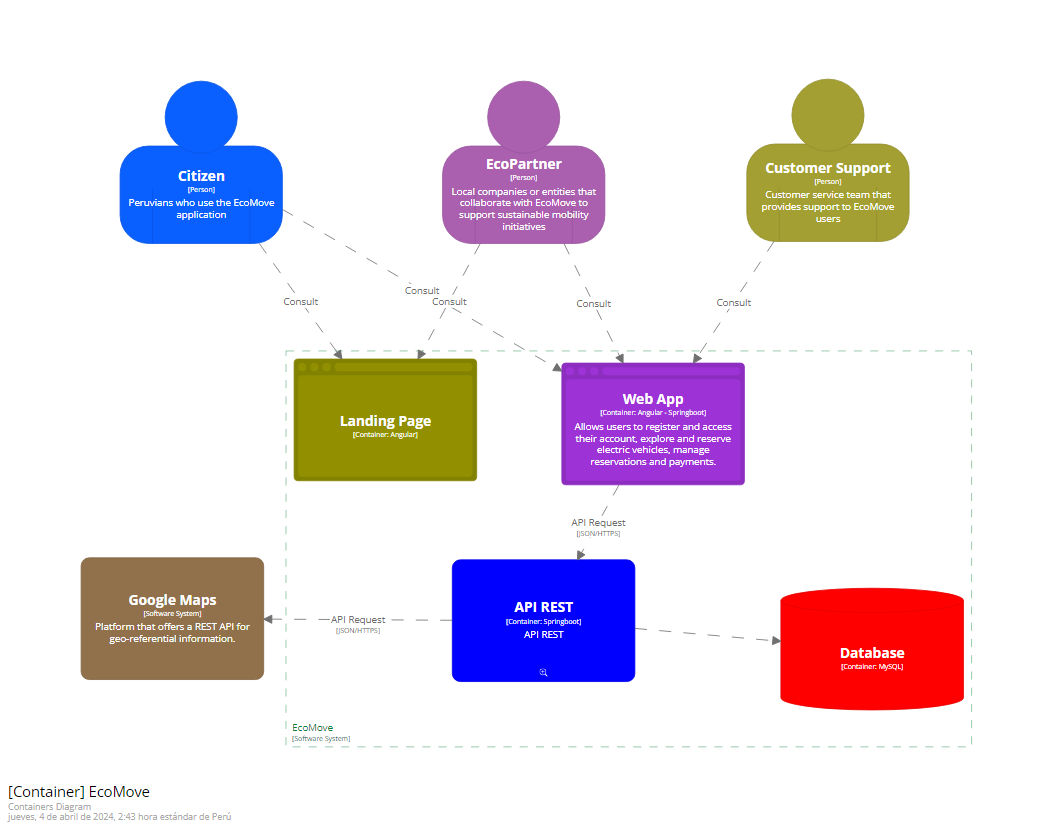 Citizen
[Person]
Peruvians who use the EcoMove
application
EcoPartner
[Person]
Local companies or entities that
collaborate with EcoMove to
support sustainable mobility
initiatives
Customer Support
[Person]
Customer service team that
provides support to EcoMove
users
Consult
Consult
Consult
Consult
Consult
Landing Page
[Container: Angular]
Web App
[Container: Angular - Springboot]
Allows users to register and access
their account, explore and reserve
electric vehicles, manage
reservations and payments.
API Request
[JSON/HTTPS]
Google Maps
[Software System]
Platform that offers a REST API for
geo-referential information.
API Request
[JSON/HTTPS]
API REST
[Container: Springboot]
API REST
Database
[Container: MySQL]
EcoMove
[Software System]
[Container] EcoMove
Containers Diagram
jueves, 4 de abril de 2024, 2:43 hora estándar de Perú